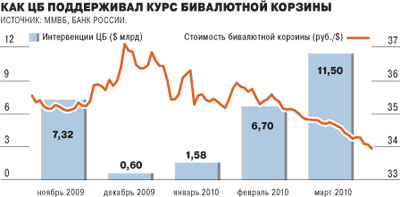 КАК ЦБ ПОДДЕРЖИВАЛ КУРС БИВАЛЮТНОЙ КОРЗИНЫ
ИСТОЧНИК: ММВБ, БАНК РОССИИ.
Интервенции ЦБ ($ млрд)
Стоимость бивалютной корзины (руб./$)
12
9
6
3
0
37
36
34
34
33
7,32
0,60
1,58
6,70
11,50
ноябрь 2009
декабрь 2009
январь 2010
февраль 2010
март 2010